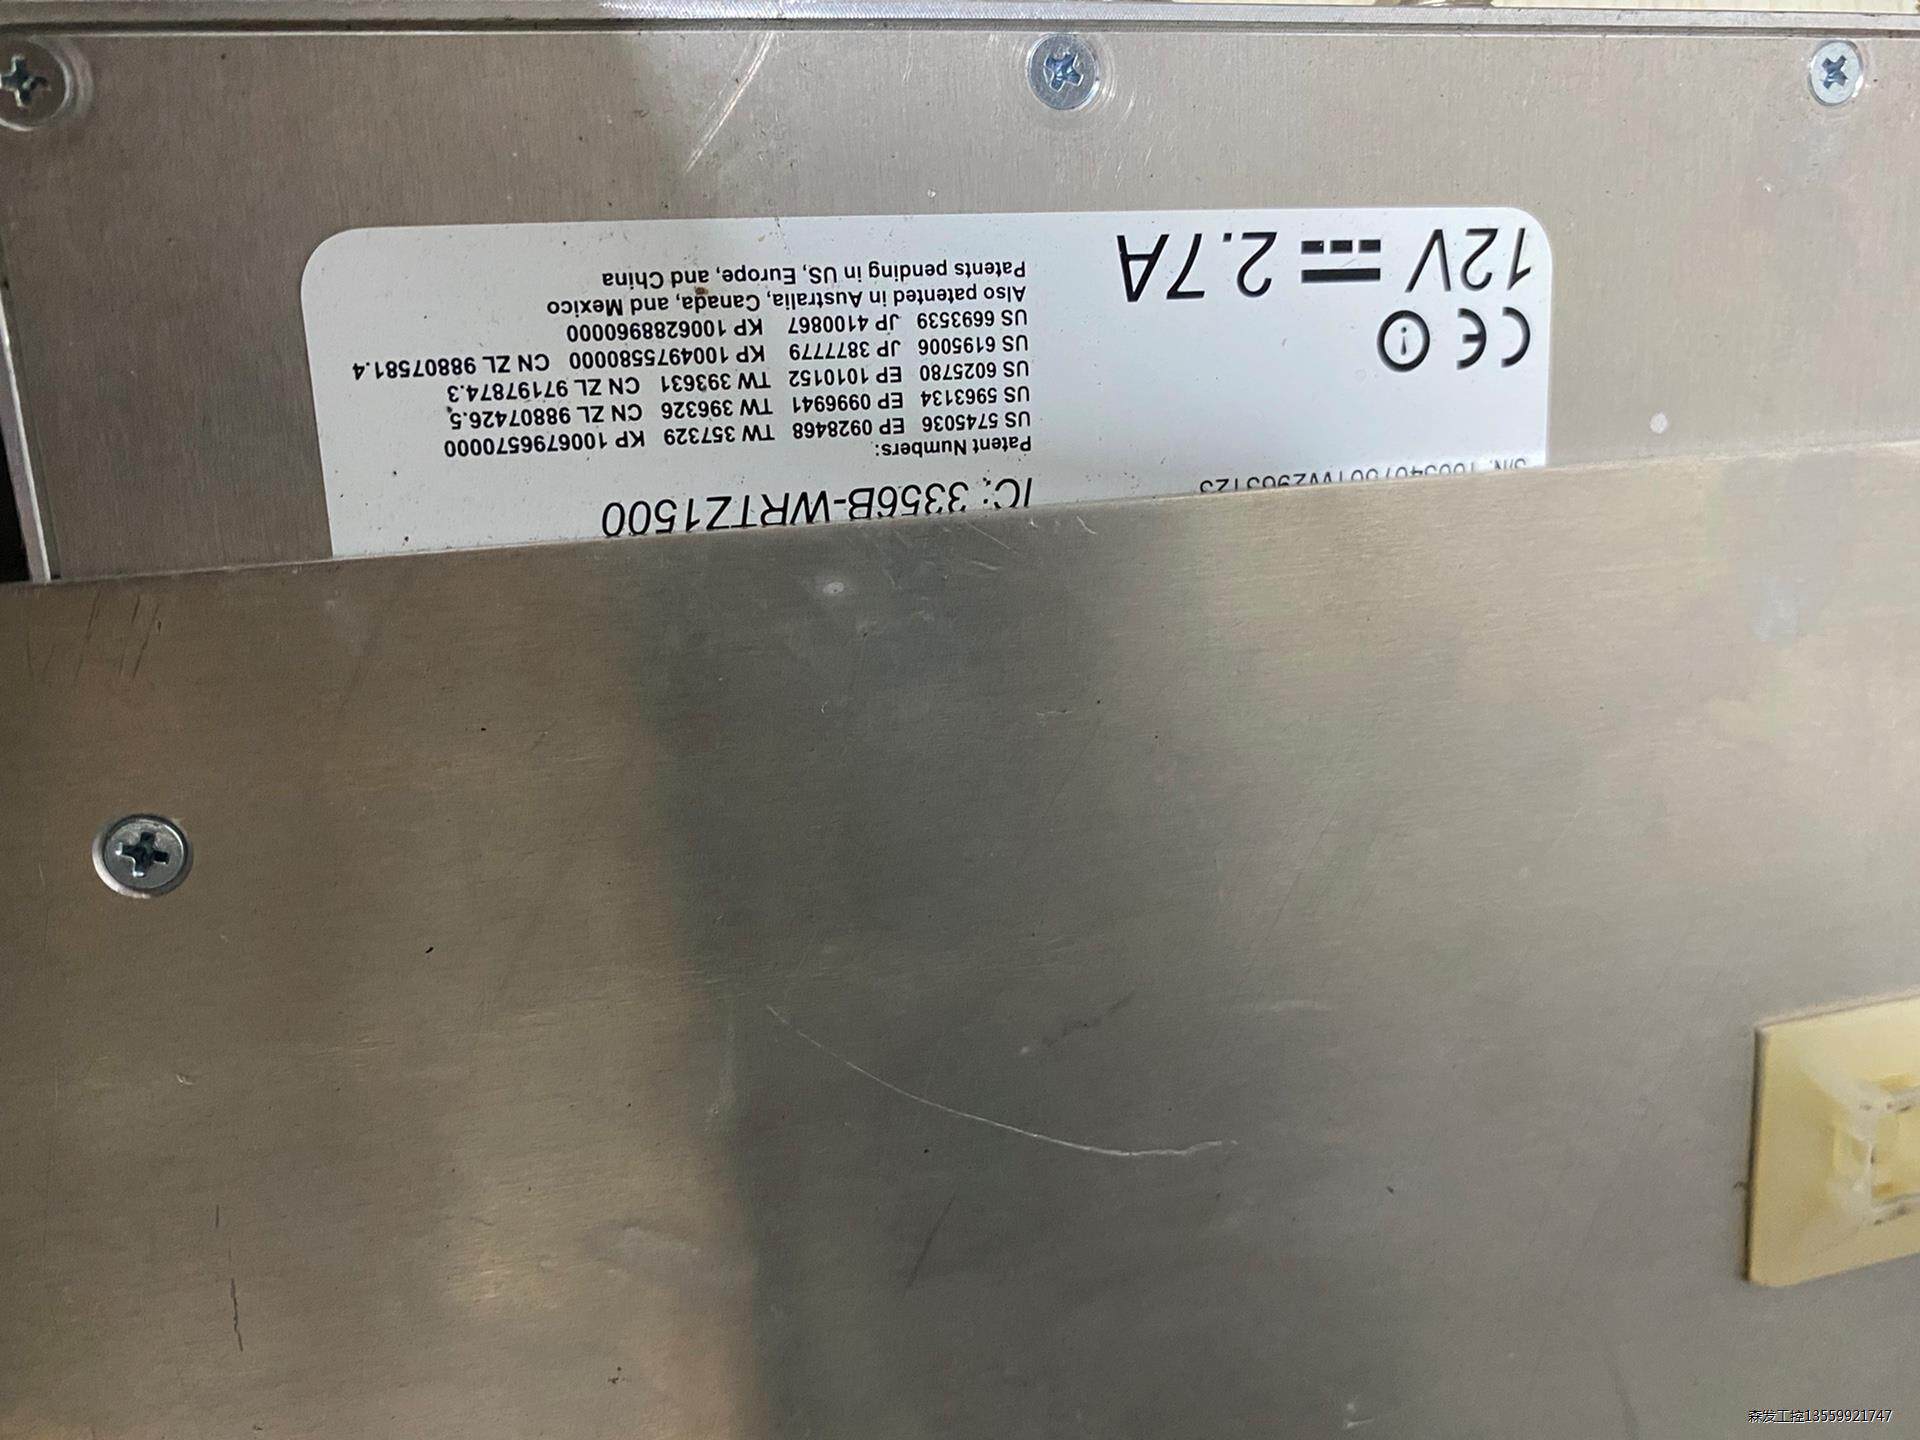 IC: 3356B-WRTZ1500
Patent Numbers:
US 5745036 EP 0928468 TW 357329 KP 1006796570000
US 5963134 EP 0996941 TW 396326 CN ZL 98807426.5
US 6025780 EP 1010152 TW 393631 CN ZL 97197874.3
US 6195006 JP 3877779 KP 1004975580000 CN ZL 98807581.4
US 6693539 JP 4100867 KP 1006288960000
Also patented in Australia, Canada, and Mexico
Patents pending in US, Europe, and China
S/N:
CE
12V 2.7A
森发工控13559921747